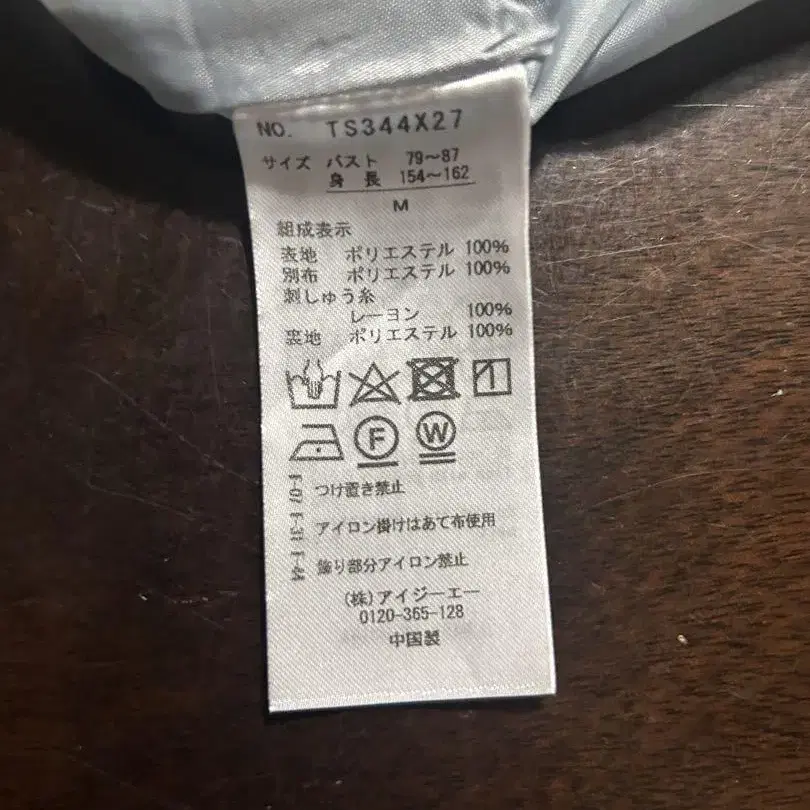 NO. TS344X27
サイズ バスト 79～87
身 長 154～162
M
組成表示
表地 ポリエステル 100%
別布 ポリエステル 100%
刺しゅう糸
レーヨン 100%
裏地 ポリエステル 100%
F
W
つけ置き禁止
アイロン掛けはあて布使用
飾り部分アイロン禁止
(株)アイジーエー
0120-365-128
中国製